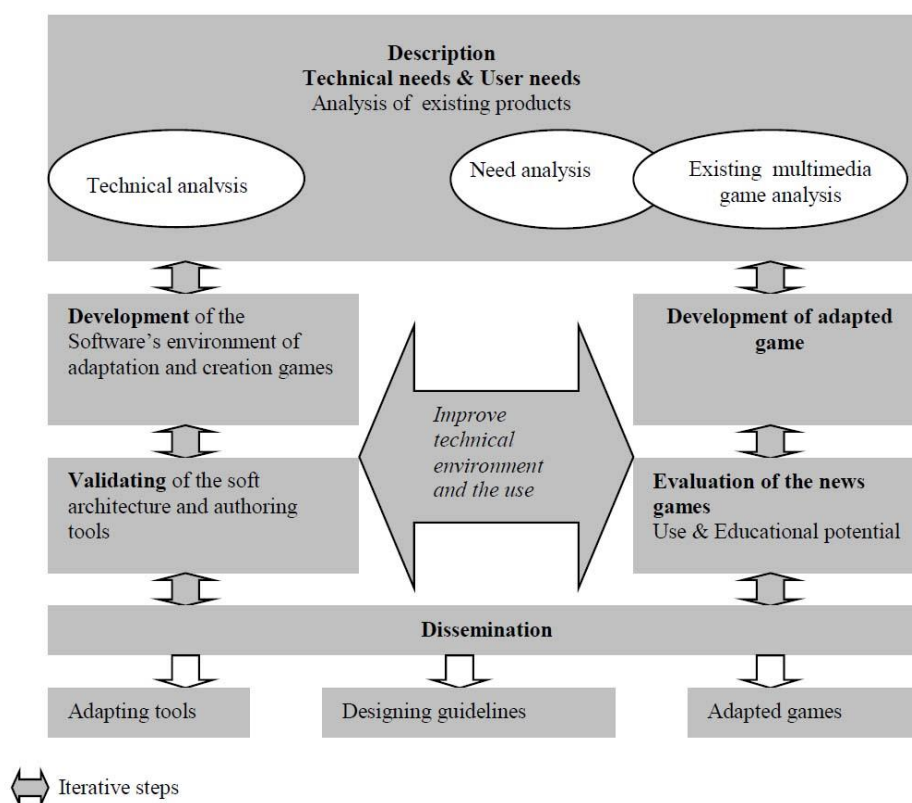 Description
Technical needs & User needs
Analysis of existing products
Technical analysis
Need analysis
Existing multimedia
game analysis
Development of the
Software's environment of
adaptation and creation games
Development of adapted
game
Improve
technical
environment
and the use
Validating of the soft
architecture and authoring
tools
Evaluation of the news
games
Use & Educational potential
Dissemination
Adapting tools
Designing guidelines
Adapted games
Iterative steps